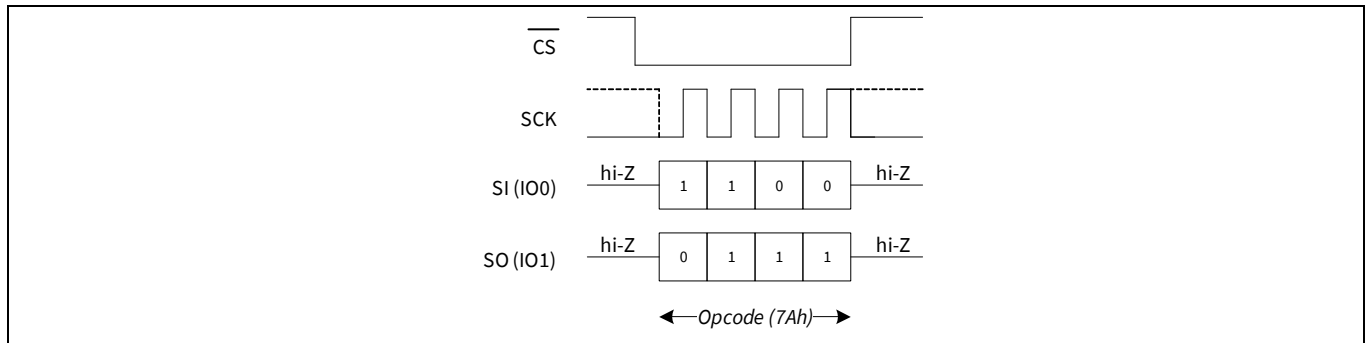 CS
SCK
SI (IO0) hi-Z 1 1 0 0 hi-Z
SO (IO1) hi-Z 0 1 1 1 hi-Z
Opcode (7Ah)